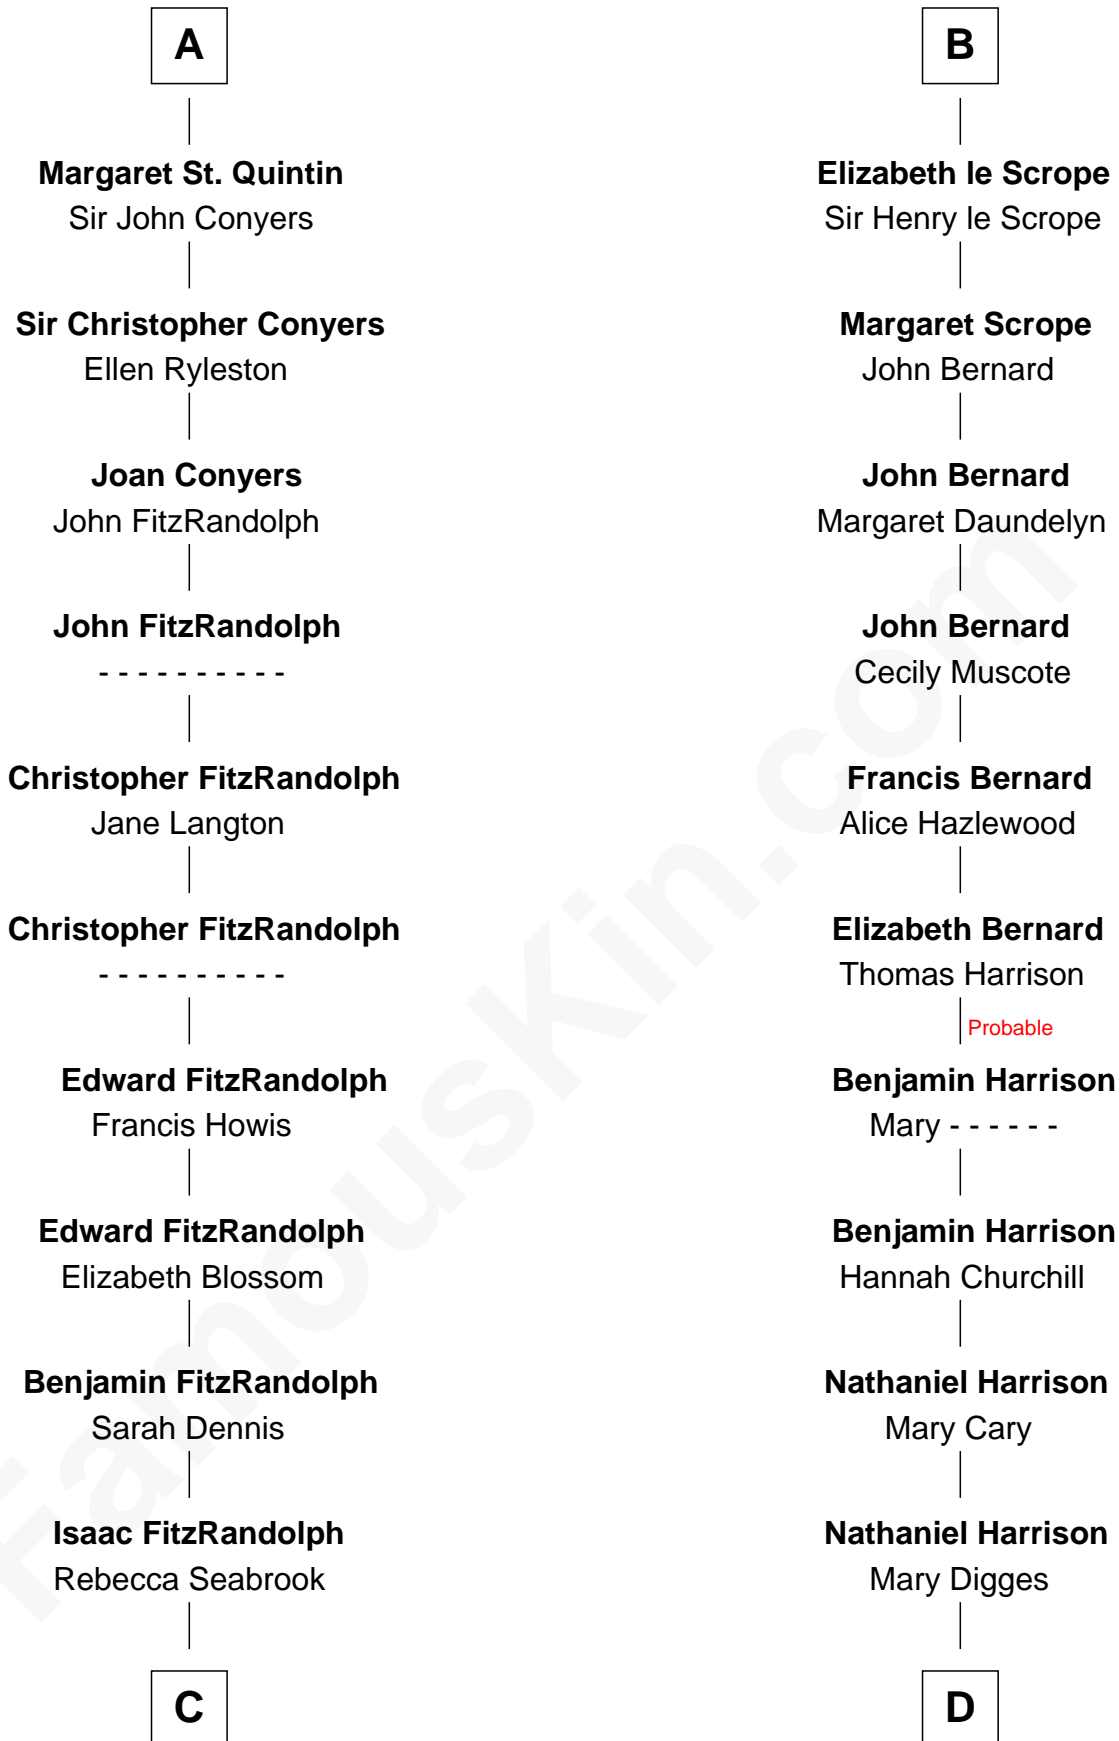 A
Margaret St. Quintin
Sir John Conyers
Sir Christopher Conyers
Ellen Ryleston
Joan Conyers
John FitzRandolph
John FitzRandolph
- - - - - - - - - -
Christopher FitzRandolph
Jane Langton
Christopher FitzRandolph
- - - - - - - - - -
Edward FitzRandolph
Francis Howis
Edward FitzRandolph
Elizabeth Blossom
Benjamin FitzRandolph
Sarah Dennis
Isaac FitzRandolph
Rebecca Seabrook
C
B
Elizabeth le Scrope
Sir Henry le Scrope
Margaret Scrope
John Bernard
John Bernard
Margaret Daundelyn
John Bernard
Cecily Muscote
Francis Bernard
Alice Hazlewood
Elizabeth Bernard
Thomas Harrison
Probable
Benjamin Harrison
Mary - - - - - -
Benjamin Harrison
Hannah Churchill
Nathaniel Harrison
Mary Cary
Nathaniel Harrison
Mary Digges
D
FamousKin.com